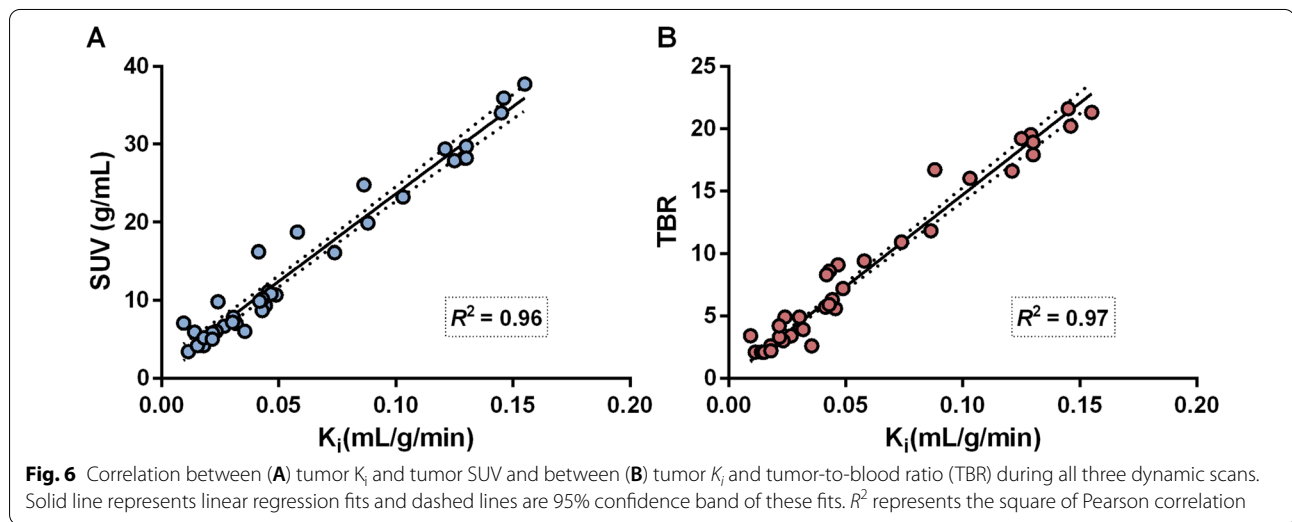 A
SUV (g/mL)
40
30
20
10
0
0.00 0.05 0.10 0.15 0.20
R² = 0.96
Kᵢ(mL/g/min)
B
TBR
25
20
15
10
5
0
0.00 0.05 0.10 0.15 0.20
R² = 0.97
Kᵢ(mL/g/min)
Fig. 6 Correlation between (A) tumor Kᵢ and tumor SUV and between (B) tumor Kᵢ and tumor-to-blood ratio (TBR) during all three dynamic scans.
Solid line represents linear regression fits and dashed lines are 95% confidence band of these fits. R² represents the square of Pearson correlation